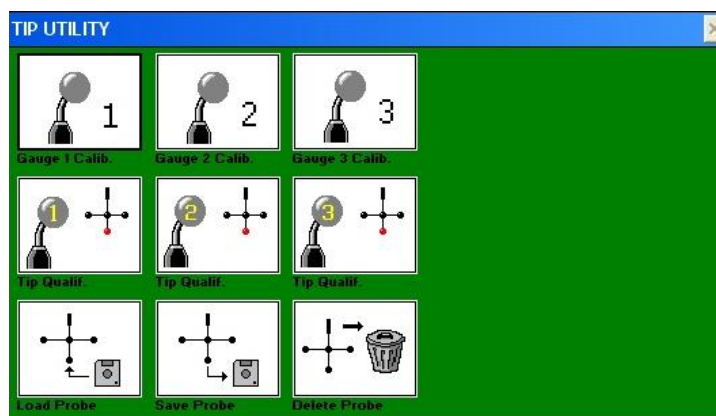 TIP UTILITY
1 2 3
Gauge 1 Calib. Gauge 2 Calib. Gauge 3 Calib.
1 2 3
Tip Qualif. Tip Qualif. Tip Qualif.
Load Probe Save Probe Delete Probe